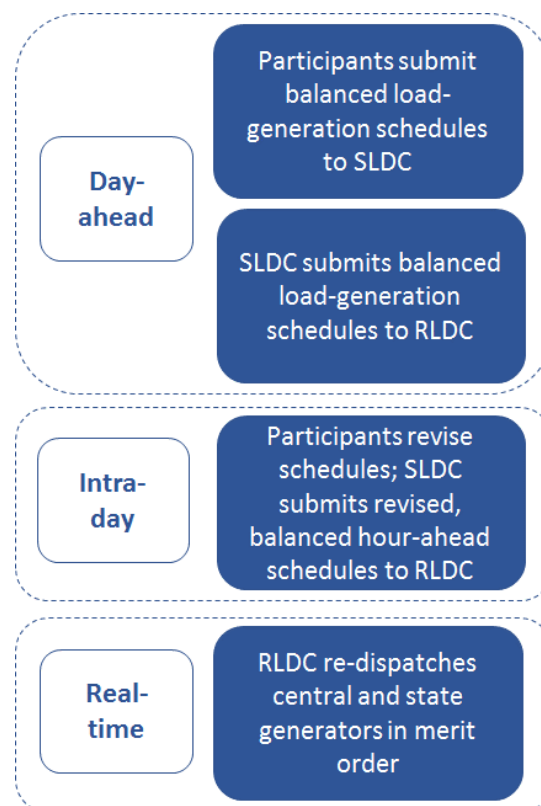 Participants submit
balanced load-
generation schedules
to SLDC
Day-
ahead
SLDC submits balanced
load-generation
schedules to RLDC
Participants revise
schedules; SLDC
submits revised,
balanced hour-ahead
schedules to RLDC
Intra-
day
RLDC re-dispatches
central and state
generators in merit
order
Real-
time